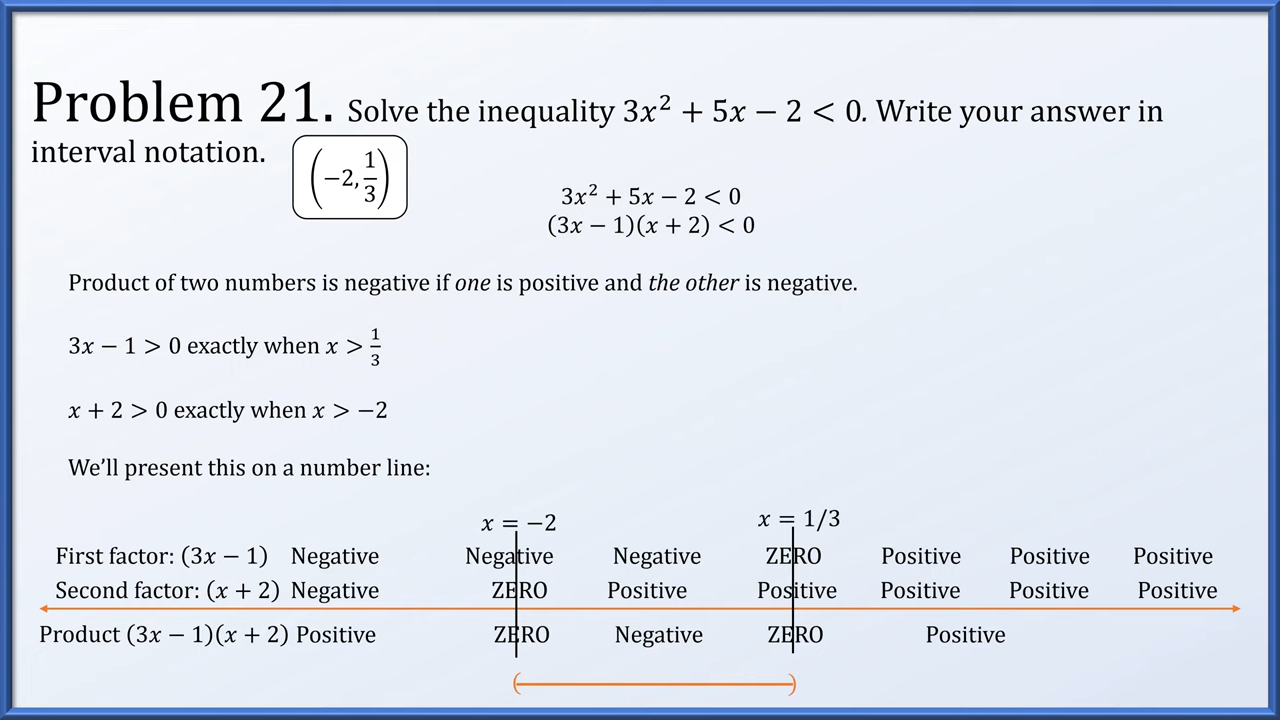 Problem 21. Solve the inequality 3x² + 5x − 2 < 0. Write your answer in
interval notation. (−2, 1/3)
3x² + 5x − 2 < 0
(3x − 1)(x + 2) < 0
Product of two numbers is negative if one is positive and the other is negative.
3x − 1 > 0 exactly when x > 1/3
x + 2 > 0 exactly when x > −2
We'll present this on a number line:
x = −2 x = 1/3
First factor: (3x − 1) Negative Negative Negative ZERO Positive Positive Positive
Second factor: (x + 2) Negative ZERO Positive Positive Positive Positive Positive
Product (3x − 1)(x + 2) Positive ZERO Negative ZERO Positive